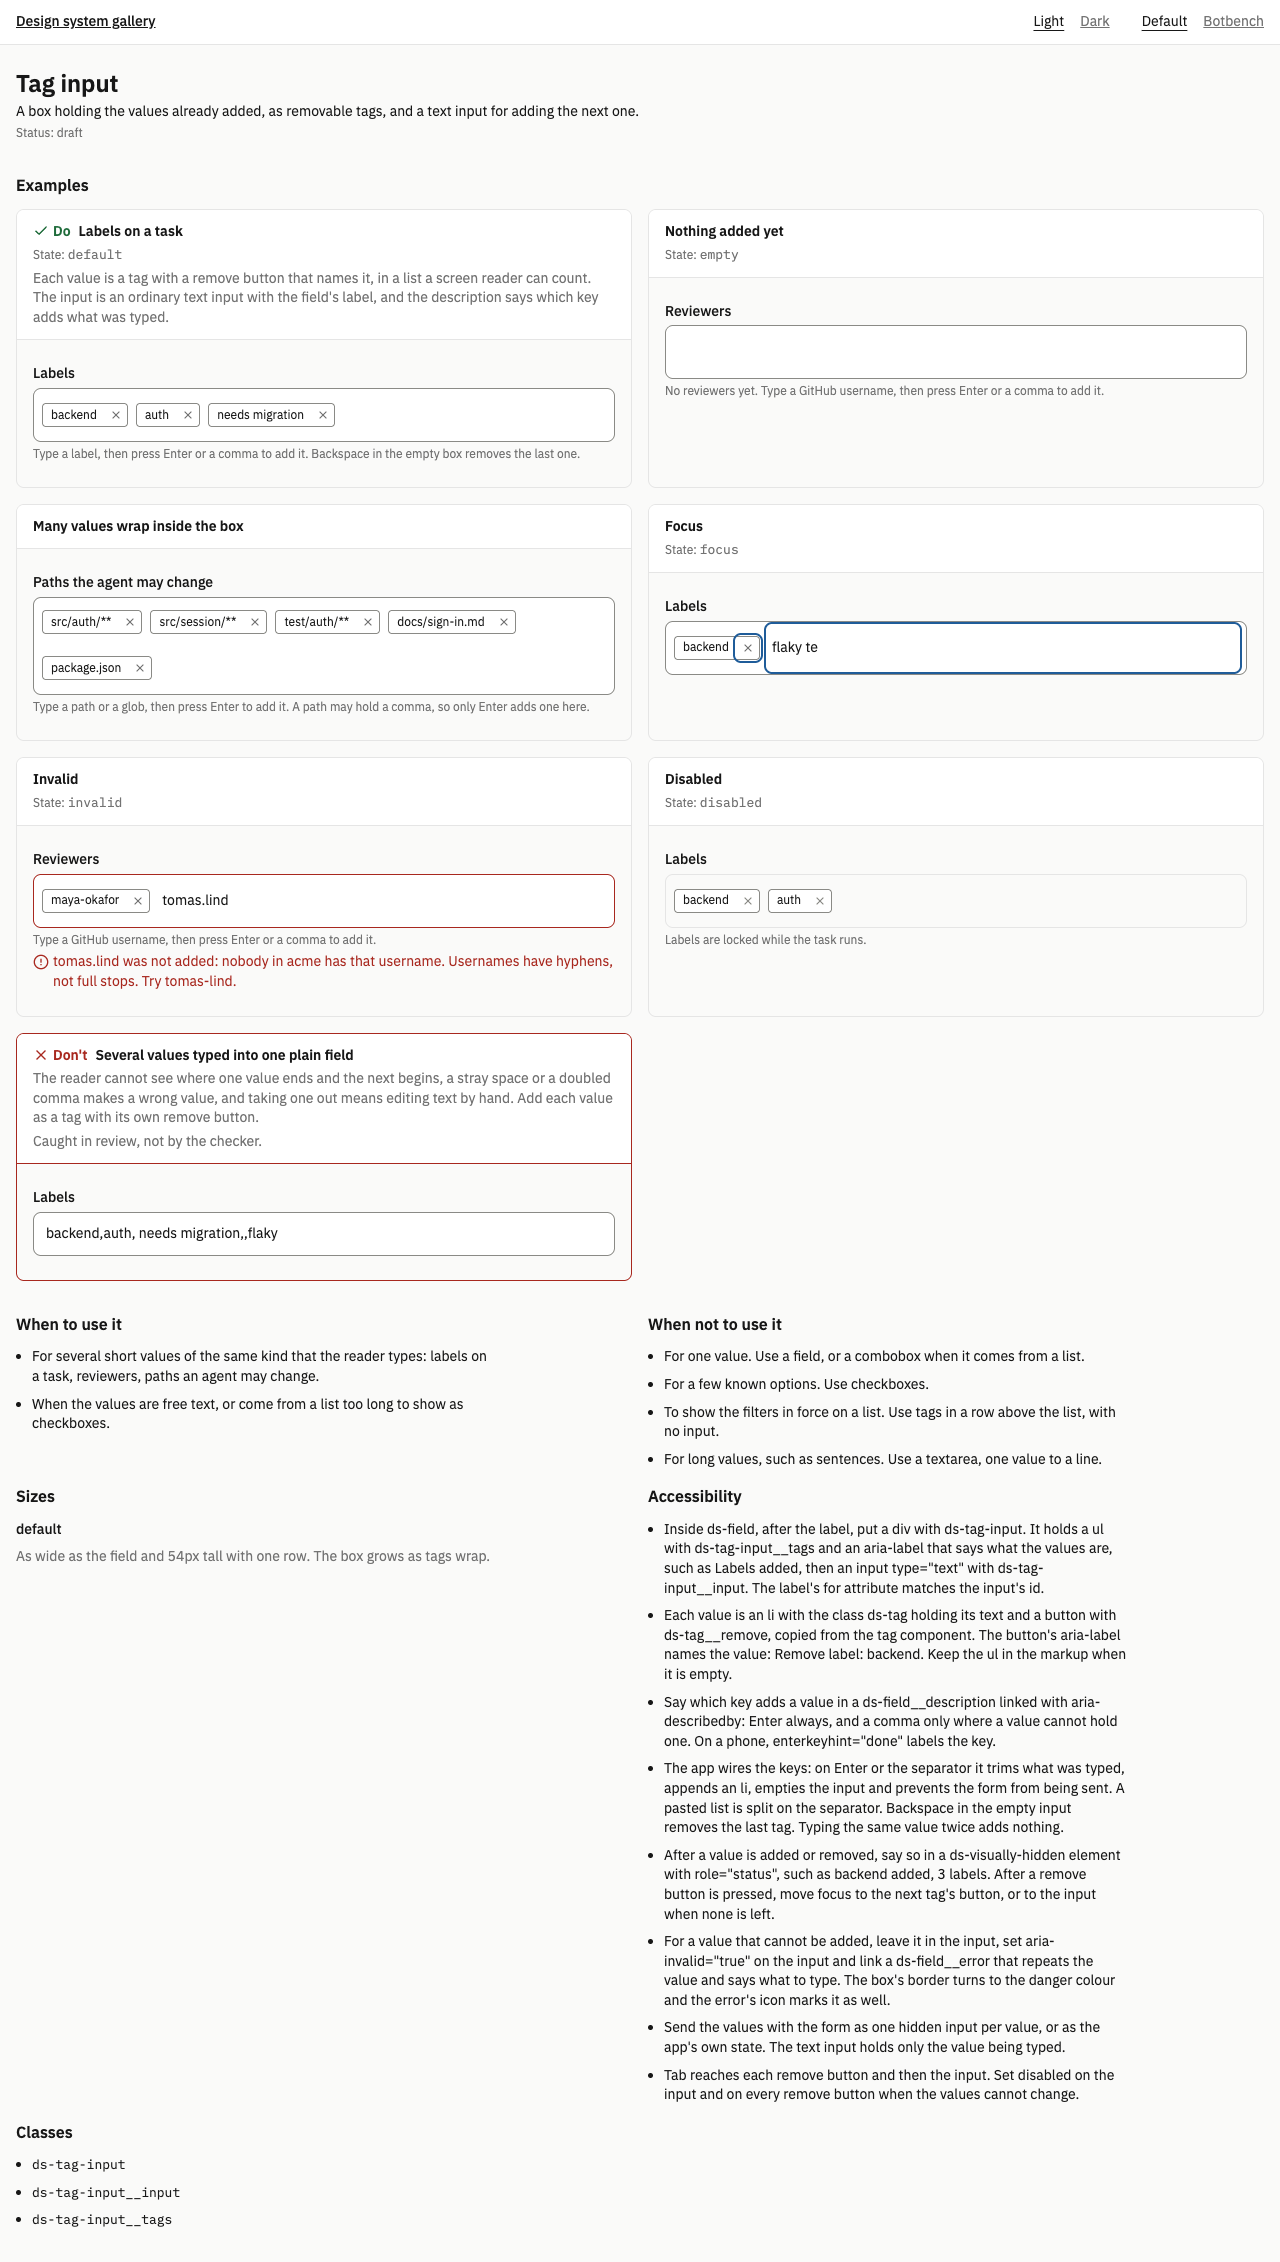 Design system gallery
Light Dark Default Botbench
Tag input
A box holding the values already added, as removable tags, and a text input for adding the next one.
Status: draft
Examples
Do Labels on a task
State: default
Each value is a tag with a remove button that names it, in a list a screen reader can count.
The input is an ordinary text input with the field's label, and the description says which key
adds what was typed.
Labels
backend × auth × needs migration ×
Type a label, then press Enter or a comma to add it. Backspace in the empty box removes the last one.
Nothing added yet
State: empty
Reviewers
No reviewers yet. Type a GitHub username, then press Enter or a comma to add it.
Many values wrap inside the box
Paths the agent may change
src/auth/** × src/session/** × test/auth/** × docs/sign-in.md ×
package.json ×
Type a path or a glob, then press Enter to add it. A path may hold a comma, so only Enter adds one here.
Focus
State: focus
Labels
backend × flaky te
Invalid
State: invalid
Reviewers
maya-okafor × tomas.lind
Type a GitHub username, then press Enter or a comma to add it.
tomas.lind was not added: nobody in acme has that username. Usernames have hyphens,
not full stops. Try tomas-lind.
Disabled
State: disabled
Labels
backend × auth ×
Labels are locked while the task runs.
Don't Several values typed into one plain field
The reader cannot see where one value ends and the next begins, a stray space or a doubled
comma makes a wrong value, and taking one out means editing text by hand. Add each value
as a tag with its own remove button.
Caught in review, not by the checker.
Labels
backend,auth, needs migration,,flaky
When to use it
• For several short values of the same kind that the reader types: labels on
a task, reviewers, paths an agent may change.
• When the values are free text, or come from a list too long to show as
checkboxes.
When not to use it
• For one value. Use a field, or a combobox when it comes from a list.
• For a few known options. Use checkboxes.
• To show the filters in force on a list. Use tags in a row above the list, with
no input.
• For long values, such as sentences. Use a textarea, one value to a line.
Sizes
default
As wide as the field and 54px tall with one row. The box grows as tags wrap.
Accessibility
• Inside ds-field, after the label, put a div with ds-tag-input. It holds a ul
with ds-tag-input__tags and an aria-label that says what the values are,
such as Labels added, then an input type="text" with ds-tag-
input__input. The label's for attribute matches the input's id.
• Each value is an li with the class ds-tag holding its text and a button with
ds-tag__remove, copied from the tag component. The button's aria-label
names the value: Remove label: backend. Keep the ul in the markup when
it is empty.
• Say which key adds a value in a ds-field__description linked with aria-
describedby: Enter always, and a comma only where a value cannot hold
one. On a phone, enterkeyhint="done" labels the key.
• The app wires the keys: on Enter or the separator it trims what was typed,
appends an li, empties the input and prevents the form from being sent. A
pasted list is split on the separator. Backspace in the empty input
removes the last tag. Typing the same value twice adds nothing.
• After a value is added or removed, say so in a ds-visually-hidden element
with role="status", such as backend added, 3 labels. After a remove
button is pressed, move focus to the next tag's button, or to the input
when none is left.
• For a value that cannot be added, leave it in the input, set aria-
invalid="true" on the input and link a ds-field__error that repeats the
value and says what to type. The box's border turns to the danger colour
and the error's icon marks it as well.
• Send the values with the form as one hidden input per value, or as the
app's own state. The text input holds only the value being typed.
• Tab reaches each remove button and then the input. Set disabled on the
input and on every remove button when the values cannot change.
Classes
• ds-tag-input
• ds-tag-input__input
• ds-tag-input__tags